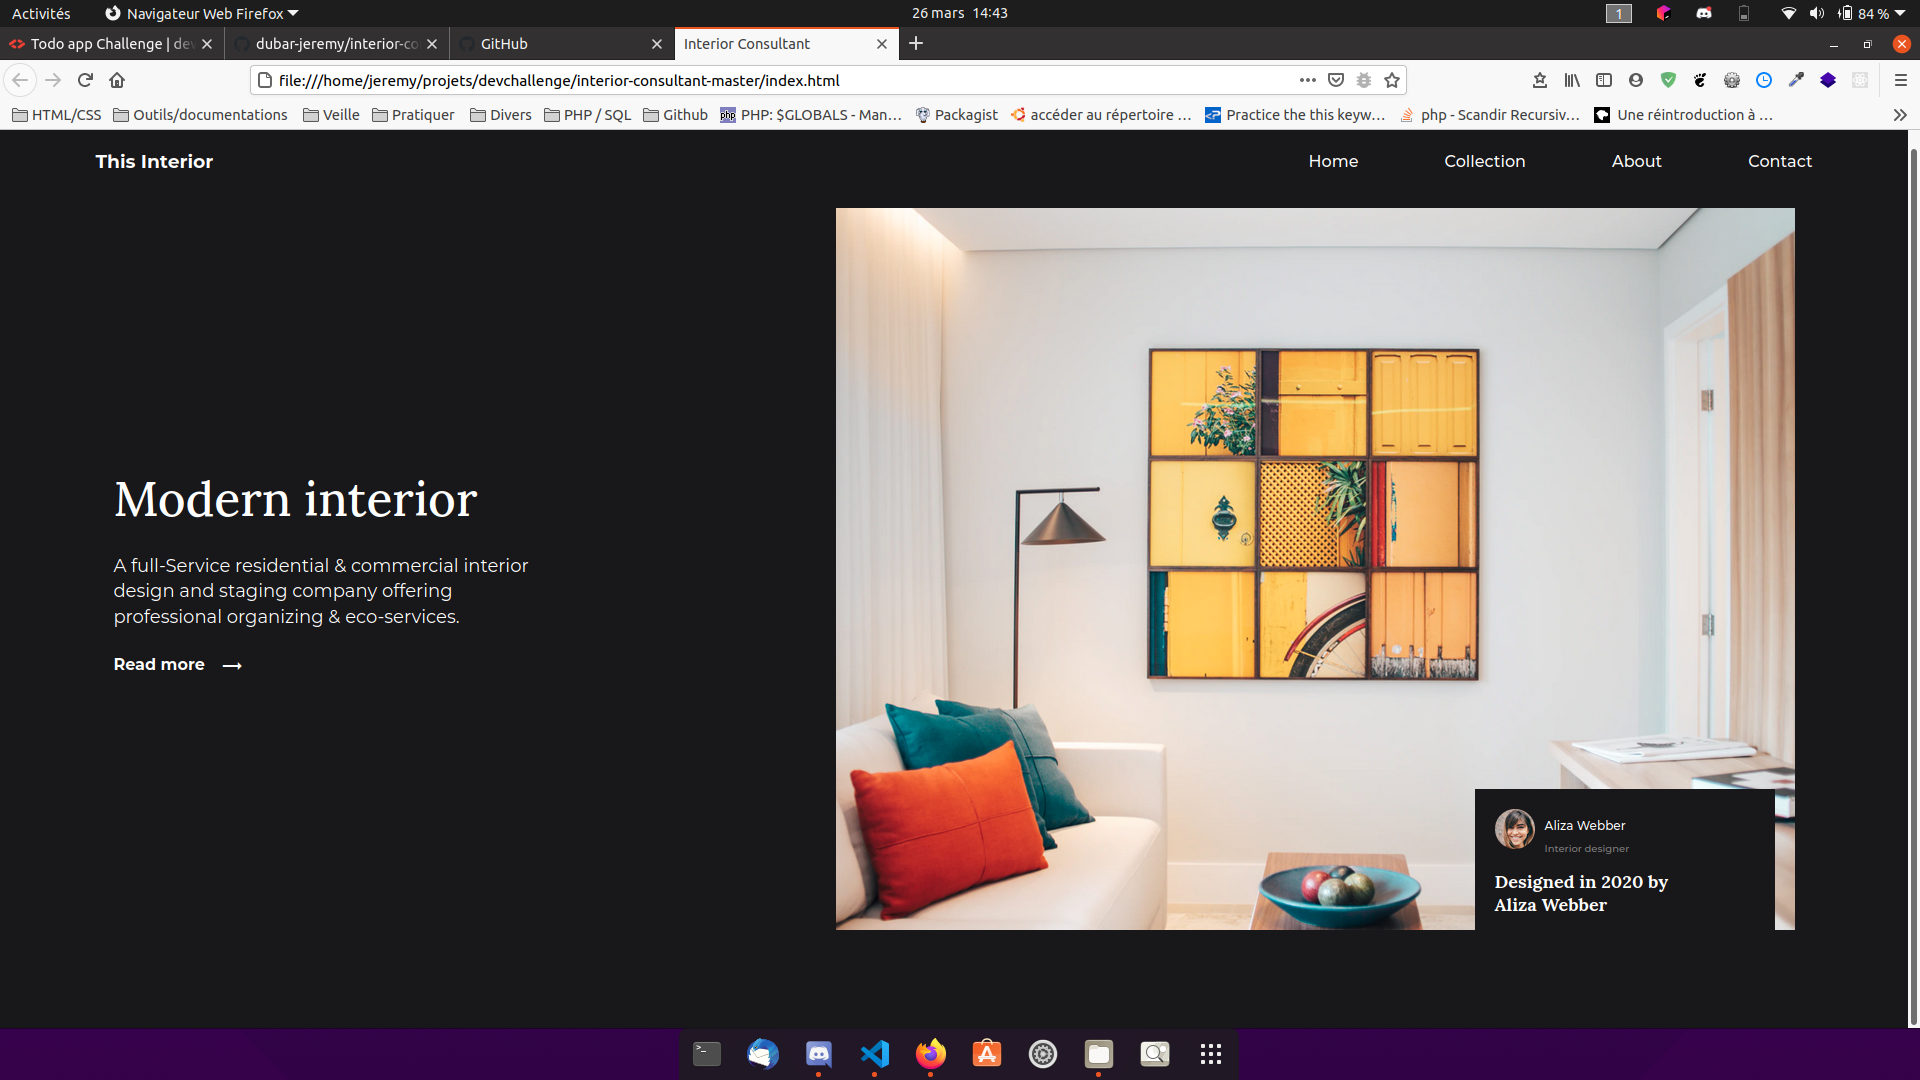 Activités
Navigateur Web Firefox
26 mars 14:43
1
84 %
Todo app Challenge | de
dubar-jeremy/interior-co
GitHub
Interior Consultant
file:///home/jeremy/projets/devchallenge/interior-consultant-master/index.html
HTML/CSS
Outils/documentations
Veille
Pratiquer
Divers
PHP / SQL
Github
php
PHP: $GLOBALS - Man…
Packagist
accéder au répertoire …
Practice the this keyw…
php - Scandir Recursiv…
Une réintroduction à …
This Interior
Home
Collection
About
Contact
Modern interior
A full-Service residential & commercial interior
design and staging company offering
professional organizing & eco-services.
Read more
Aliza Webber
Interior designer
Designed in 2020 by
Aliza Webber